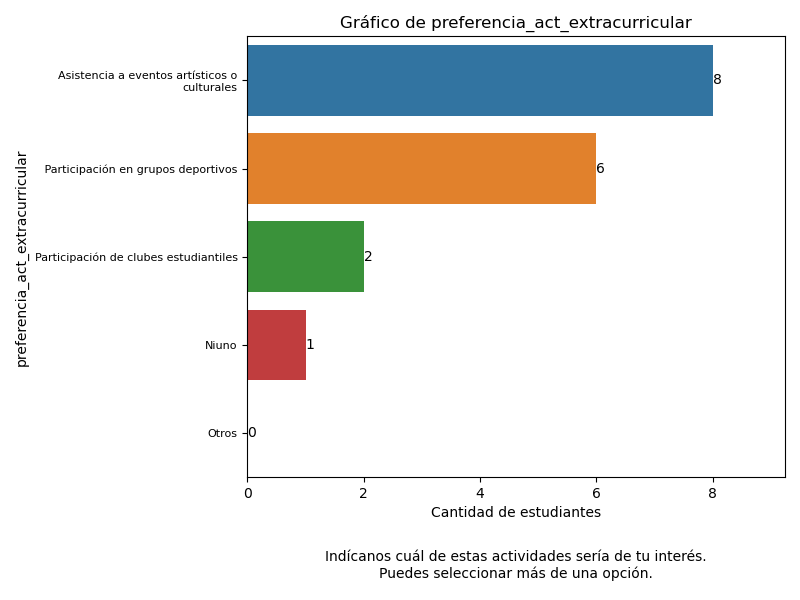 Gráfico de preferencia_act_extracurricular
preferencia_act_extracurricular
Asistencia a eventos artísticos o
culturales
8
Participación en grupos deportivos
6
Participación de clubes estudiantiles
2
Niuno
1
Otros
0
0 2 4 6 8
Cantidad de estudiantes
Indícanos cuál de estas actividades sería de tu interés.
Puedes seleccionar más de una opción.